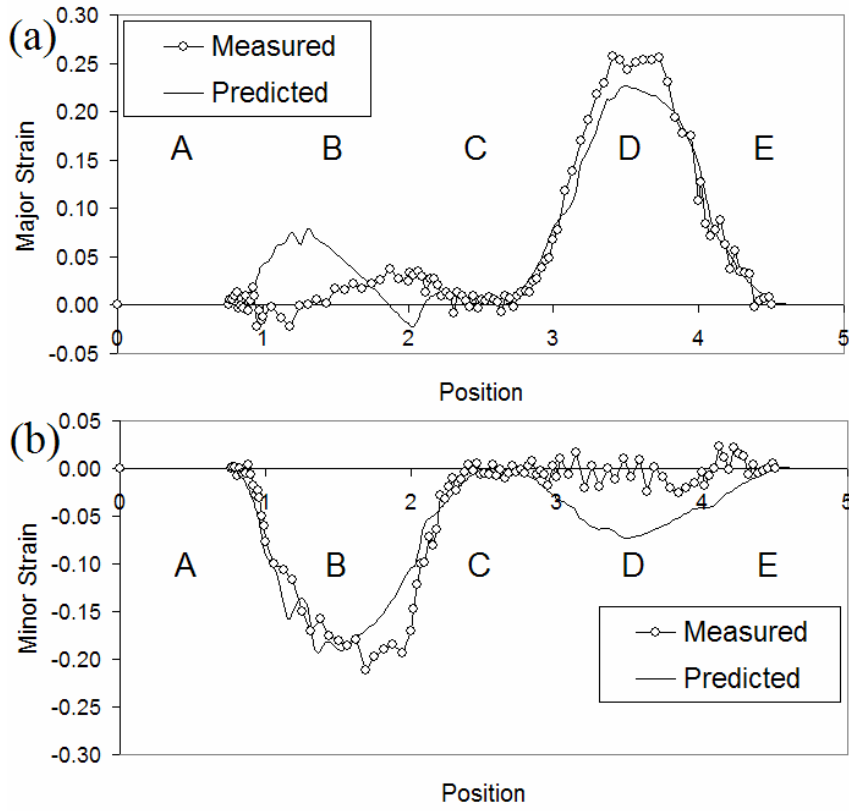 (a)
Measured
Predicted
0.30
0.25
0.20
0.15
0.10
0.05
0.00
-0.05
Major Strain
A B C D E
0 1 2 3 4 5
Position
(b)
0.05
0.00
-0.05
-0.10
-0.15
-0.20
-0.25
-0.30
Minor Strain
0 1 2 3 4 5
A B C D E
Measured
Predicted
Position